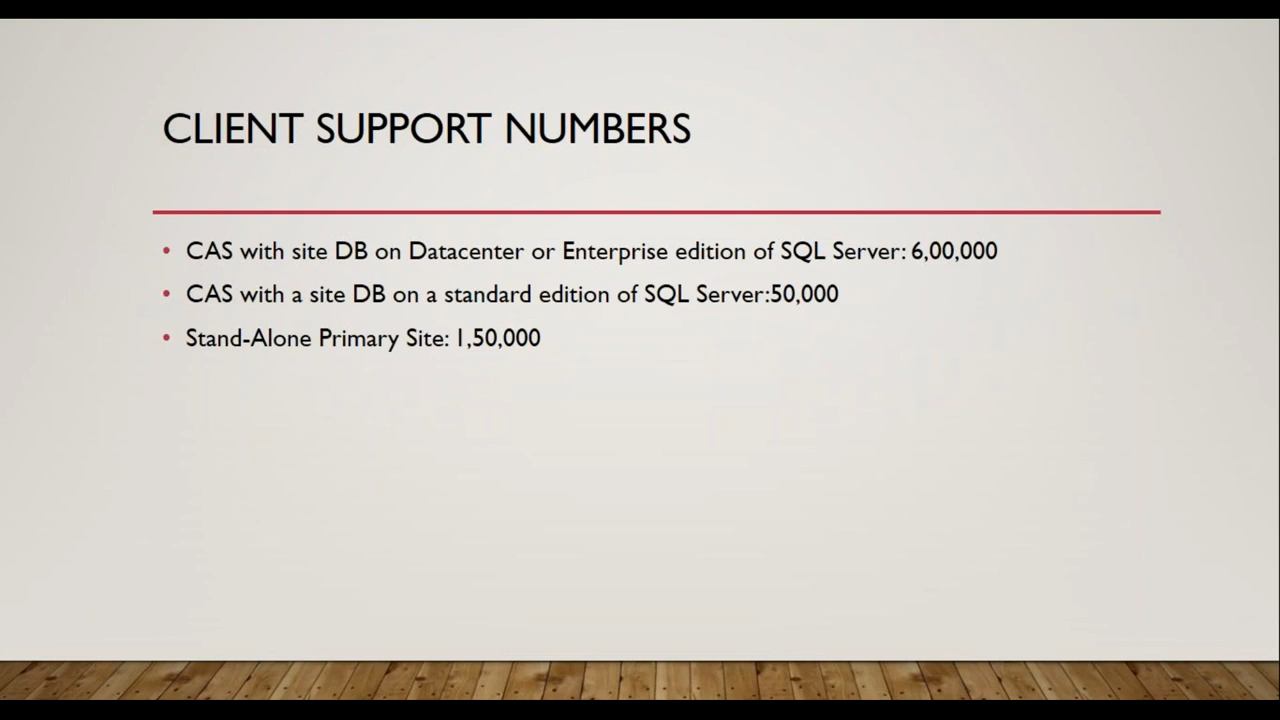 CLIENT SUPPORT NUMBERS
• CAS with site DB on Datacenter or Enterprise edition of SQL Server: 6,00,000
• CAS with a site DB on a standard edition of SQL Server:50,000
• Stand-Alone Primary Site: 1,50,000